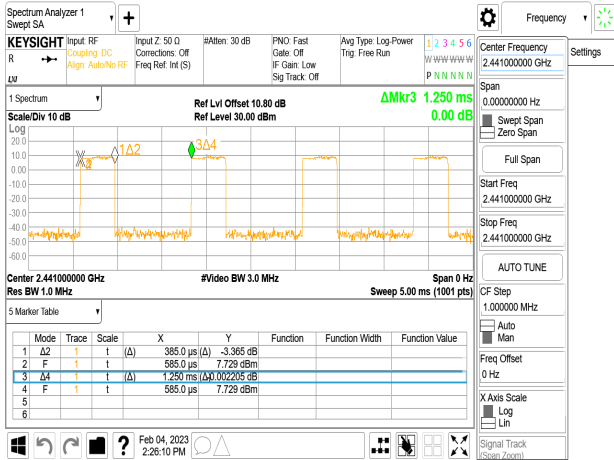 Spectrum Analyzer 1
Swept SA
Frequency
KEYSIGHT
R
LXI
Input: RF
Coupling: DC
Align: Auto/No RF
Input Z: 50 Ω
Corrections: Off
Freq Ref: Int (S)
#Atten: 30 dB
PNO: Fast
Gate: Off
IF Gain: Low
Sig Track: Off
Avg Type: Log-Power
Trig: Free Run
1 2 3 4 5 6
W W W W W W
P N N N N N
1 Spectrum
Scale/Div 10 dB
Ref Lvl Offset 10.80 dB
Ref Level 30.00 dBm
ΔMkr3 1.250 ms
0.00 dB
Log
20.0
10.0
0.00
-10.0
-20.0
-30.0
-40.0
-50.0
-60.0
2
1Δ2
3Δ4
Center 2.441000000 GHz
Res BW 1.0 MHz
#Video BW 3.0 MHz
Span 0 Hz
Sweep 5.00 ms (1001 pts)
5 Marker Table
Mode Trace Scale X Y Function Function Width Function Value
1 Δ2 1 t (Δ) 385.0 µs (Δ) -3.365 dB
2 F 1 t 585.0 µs 7.729 dBm
3 Δ4 1 t (Δ) 1.250 ms (Δ) 0.002205 dB
4 F 1 t 585.0 µs 7.729 dBm
5
6
?
Feb 04, 2023
2:26:10 PM
Center Frequency
2.441000000 GHz
Settings
Span
0.00000000 Hz
Swept Span
Zero Span
Full Span
Start Freq
2.441000000 GHz
Stop Freq
2.441000000 GHz
AUTO TUNE
CF Step
1.000000 MHz
Auto
Man
Freq Offset
0 Hz
X Axis Scale
Log
Lin
Signal Track
(Span Zoom)